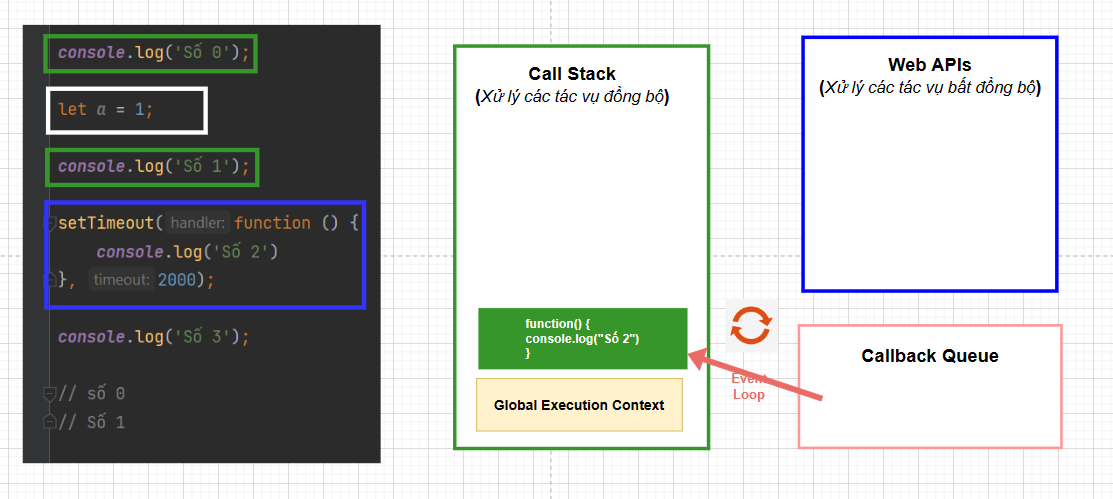 console.log('Số 0');
let a = 1;
console.log('Số 1');
setTimeout( handler: function () {
console.log('Số 2')
}, timeout: 2000);
console.log('Số 3');
// số 0
// Số 1
Call Stack
(Xử lý các tác vụ đồng bộ)
function() {
console.log("Số 2")
}
Global Execution Context
Web APIs
(Xử lý các tác vụ bất đồng bộ)
Event
Loop
Callback Queue